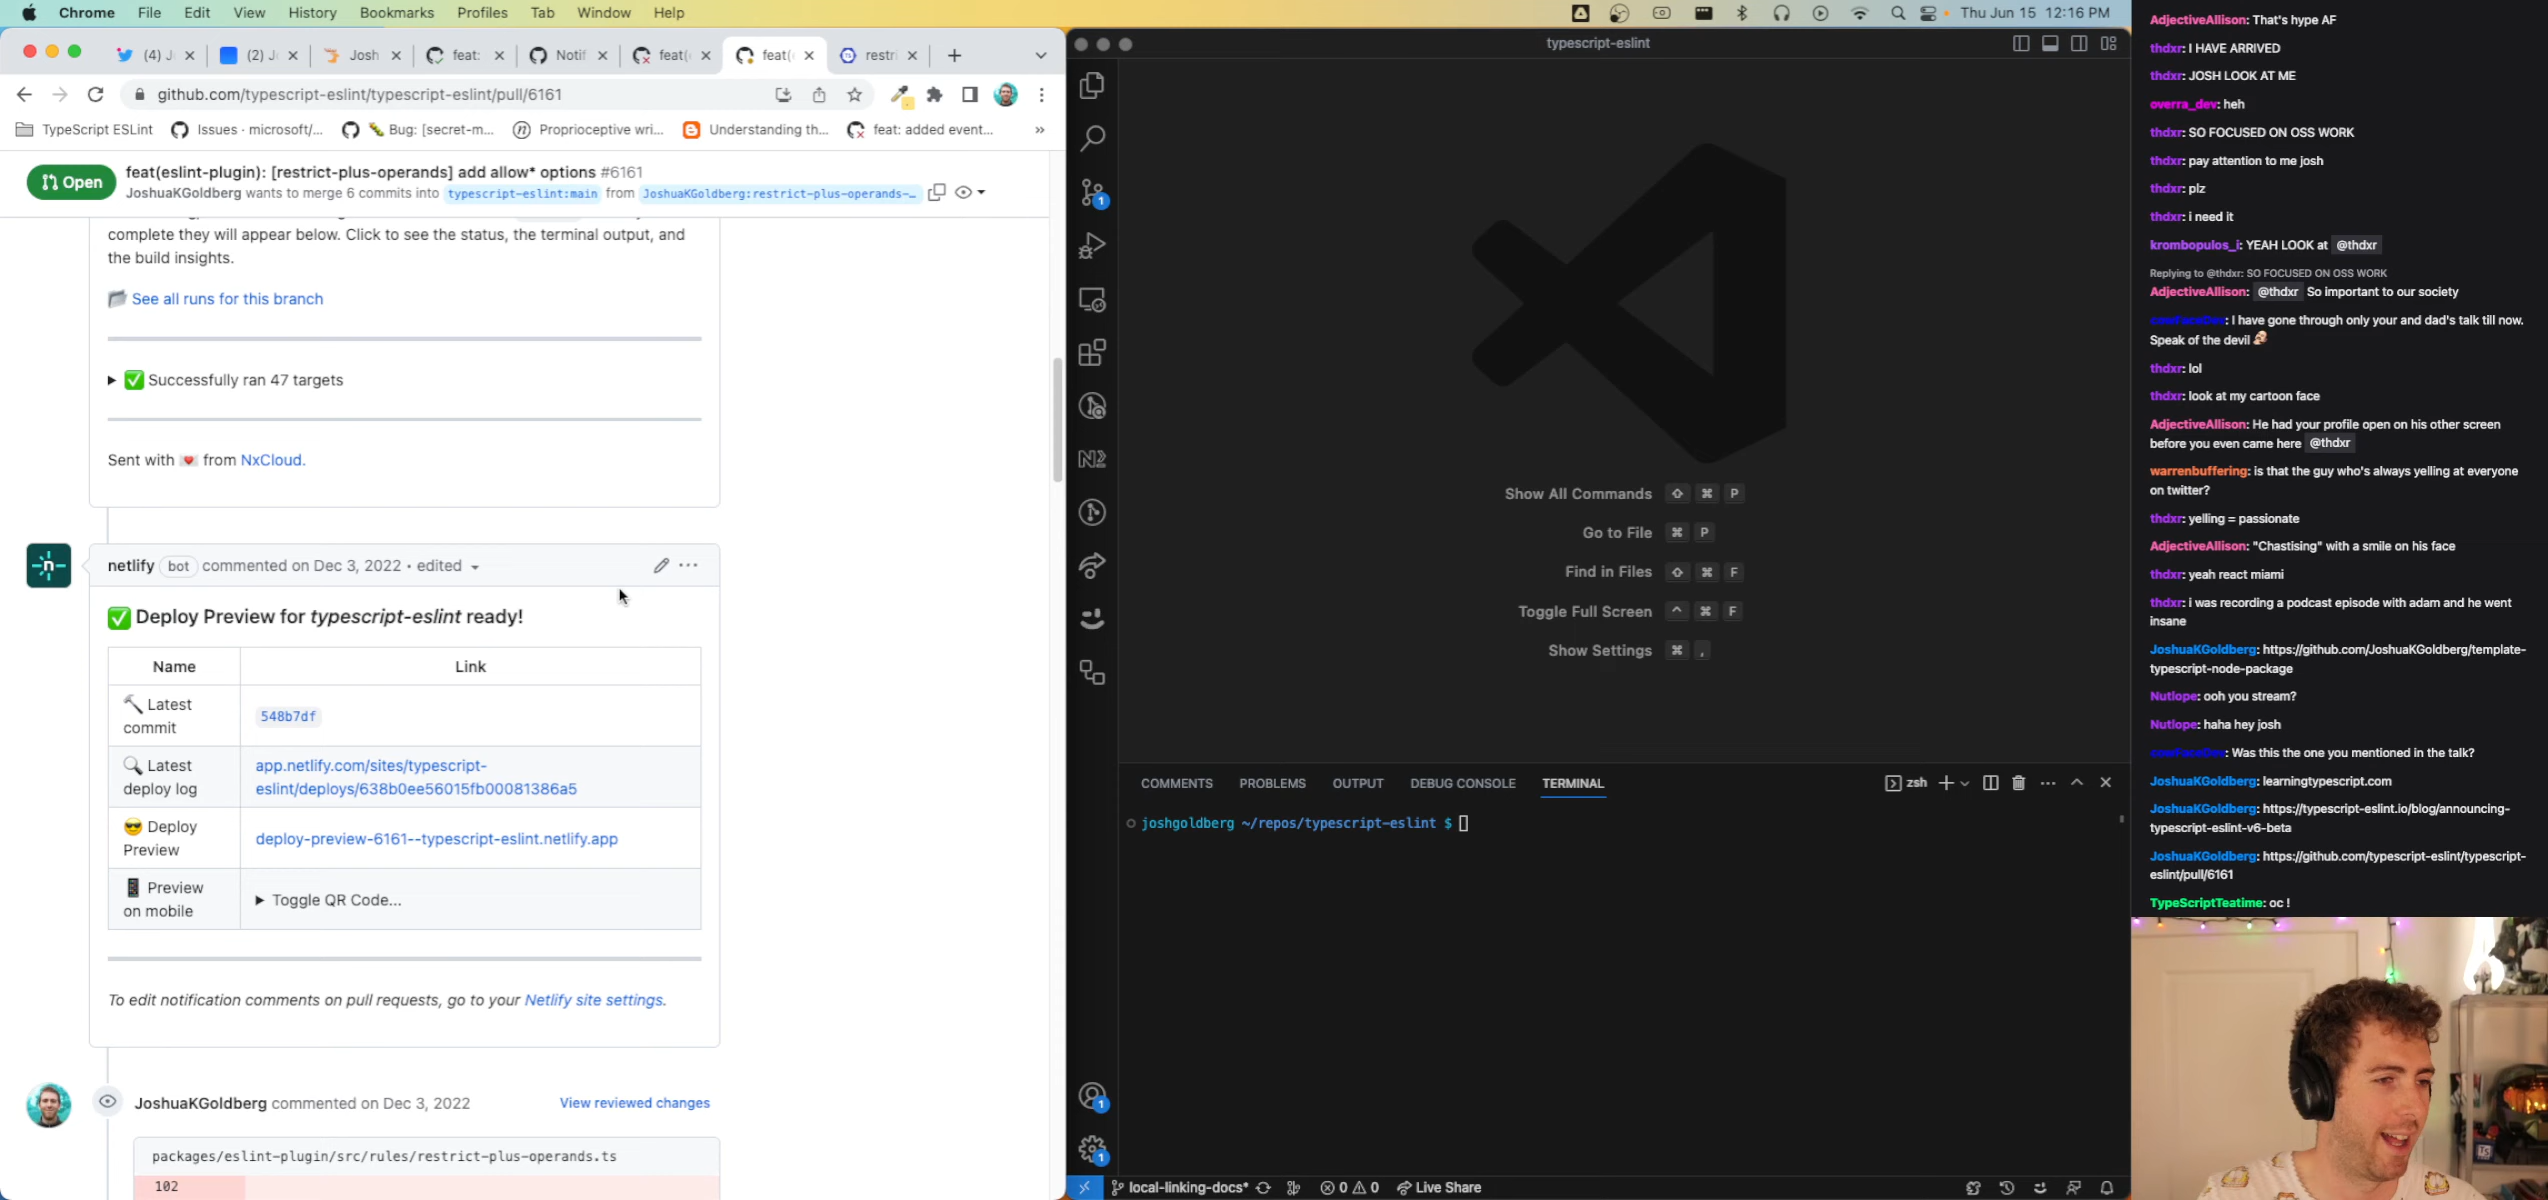 Chrome File Edit View History Bookmarks Profiles Tab Window Help
Thu Jun 15 12:16 PM
(4) J
(2) J
Josh
feat:
Notif
feat(
feat(
restri
github.com/typescript-eslint/typescript-eslint/pull/6161
TypeScript ESLint
Issues · microsoft/...
Bug: [secret-m...
Proprioceptive wri...
Understanding th...
feat: added event...
»
Open
feat(eslint-plugin): [restrict-plus-operands] add allow* options #6161
JoshuaKGoldberg wants to merge 6 commits into typescript-eslint:main from JoshuaKGoldberg:restrict-plus-operands-…
complete they will appear below. Click to see the status, the terminal output, and
the build insights.
📂 See all runs for this branch
▶ ✅ Successfully ran 47 targets
Sent with 💌 from NxCloud.
netlify bot commented on Dec 3, 2022 • edited
✅ Deploy Preview for typescript-eslint ready!
Name Link
🔨 Latest
commit
548b7df
🔍 Latest
deploy log
app.netlify.com/sites/typescript-
eslint/deploys/638b0ee56015fb00081386a5
😎 Deploy
Preview
deploy-preview-6161--typescript-eslint.netlify.app
📱 Preview
on mobile
▶ Toggle QR Code...
To edit notification comments on pull requests, go to your Netlify site settings.
JoshuaKGoldberg commented on Dec 3, 2022
View reviewed changes
packages/eslint-plugin/src/rules/restrict-plus-operands.ts
102
typescript-eslint
1
Show All Commands ⇧ ⌘ P
Go to File ⌘ P
Find in Files ⇧ ⌘ F
Toggle Full Screen ^ ⌘ F
Show Settings ⌘ ,
COMMENTS PROBLEMS OUTPUT DEBUG CONSOLE TERMINAL
zsh
joshgoldberg ~/repos/typescript-eslint $
1
1
local-linking-docs* 0 0 Live Share
AdjectiveAllison: That's hype AF
thdxr: I HAVE ARRIVED
thdxr: JOSH LOOK AT ME
overra_dev: heh
thdxr: SO FOCUSED ON OSS WORK
thdxr: pay attention to me josh
thdxr: plz
thdxr: i need it
krombopulos_i: YEAH LOOK at @thdxr
Replying to @thdxr: SO FOCUSED ON OSS WORK
AdjectiveAllison: @thdxr So important to our society
: I have gone through only your and dad's talk till now.
Speak of the devil
thdxr: lol
thdxr: look at my cartoon face
AdjectiveAllison: He had your profile open on his other screen
before you even came here @thdxr
warrenbuffering: is that the guy who's always yelling at everyone
on twitter?
thdxr: yelling = passionate
AdjectiveAllison: "Chastising" with a smile on his face
thdxr: yeah react miami
thdxr: i was recording a podcast episode with adam and he went
insane
JoshuaKGoldberg: https://github.com/JoshuaKGoldberg/template-
typescript-node-package
Nutlope: ooh you stream?
Nutlope: haha hey josh
: Was this the one you mentioned in the talk?
JoshuaKGoldberg: learningtypescript.com
JoshuaKGoldberg: https://typescript-eslint.io/blog/announcing-
typescript-eslint-v6-beta
JoshuaKGoldberg: https://github.com/typescript-eslint/typescript-
eslint/pull/6161
TypeScriptTeatime: oc !